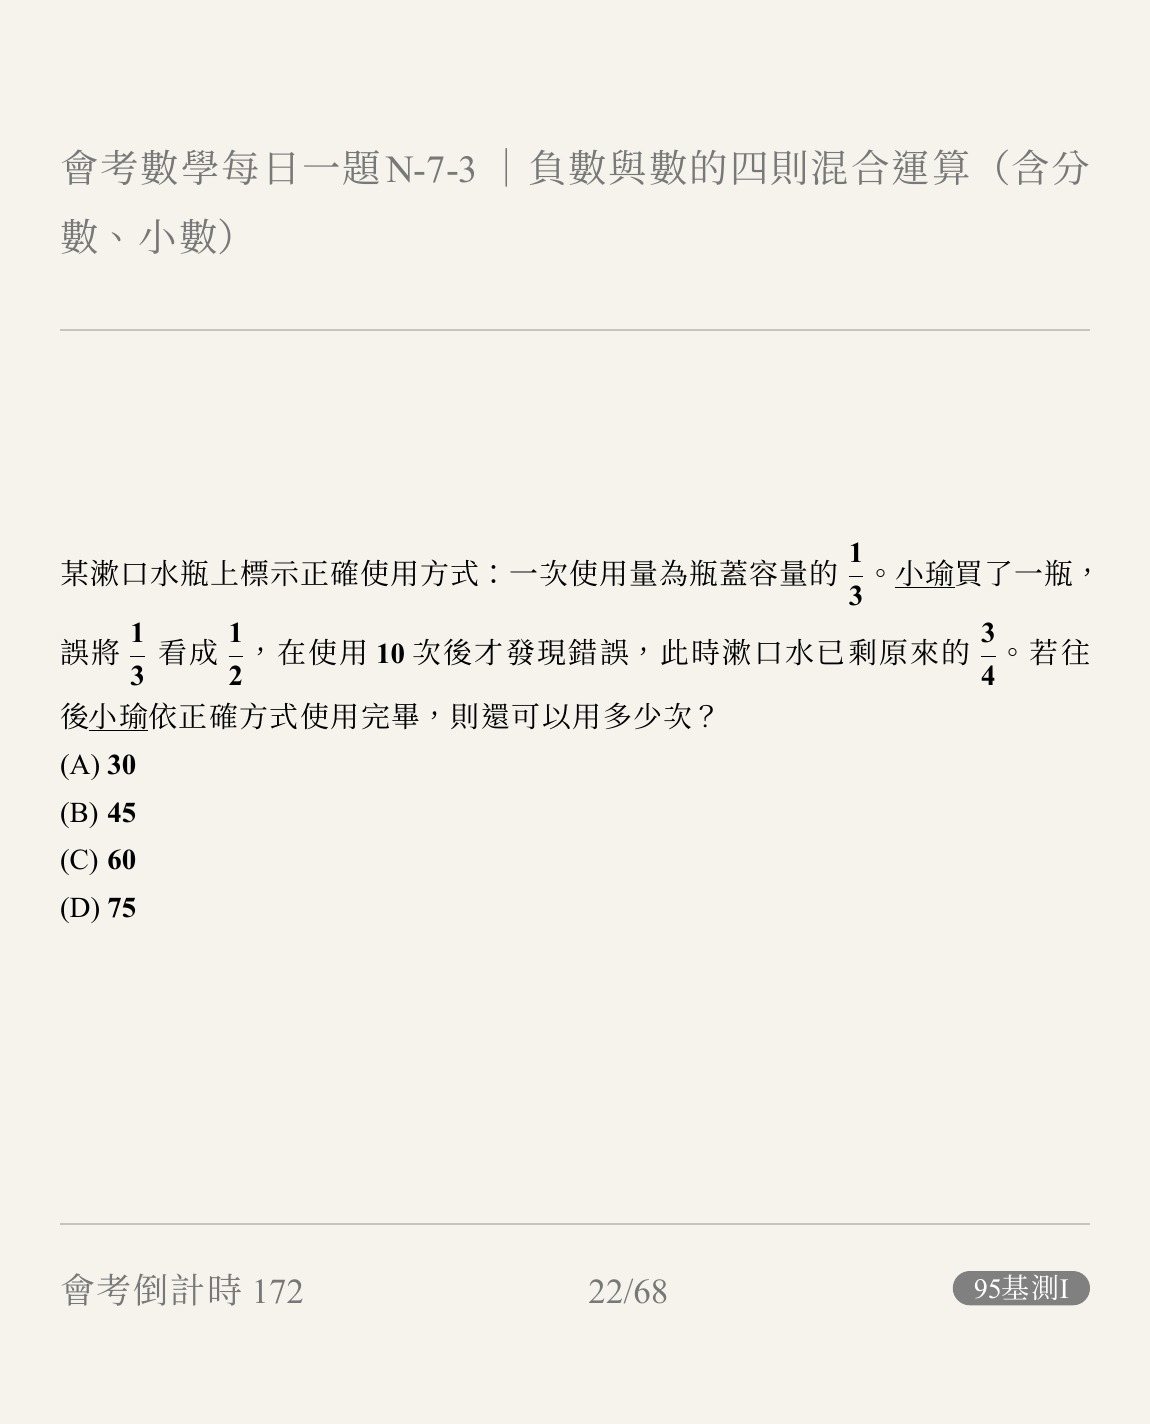 會考數學每日一題N-7-3 ｜負數與數的四則混合運算（含分
數、小數）
某漱口水瓶上標示正確使用方式：一次使用量為瓶蓋容量的 1/3。小瑜買了一瓶，
誤將 1/3 看成 1/2，在使用 10 次後才發現錯誤，此時漱口水已剩原來的 3/4。若往
後小瑜依正確方式使用完畢，則還可以用多少次？
(A) 30
(B) 45
(C) 60
(D) 75
會考倒計時 172
22/68
95基測I